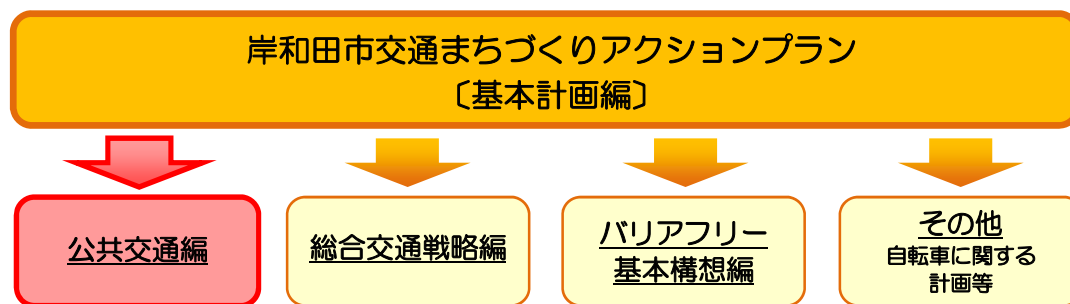 岸和田市交通まちづくりアクションプラン
〔基本計画編〕
公共交通編
総合交通戦略編
バリアフリー
基本構想編
その他
自転車に関する
計画等